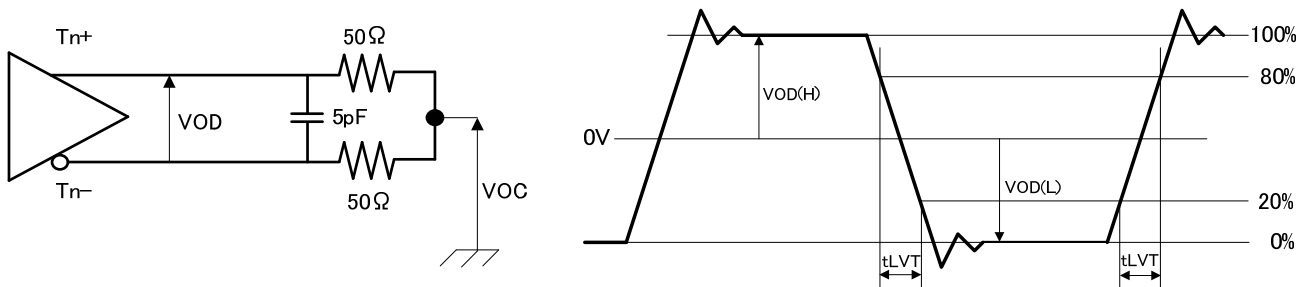 Tn+
50Ω
VOD
5pF
Tn−
50Ω
VOC
100%
80%
VOD(H)
0V
VOD(L)
20%
0%
tLVT
tLVT